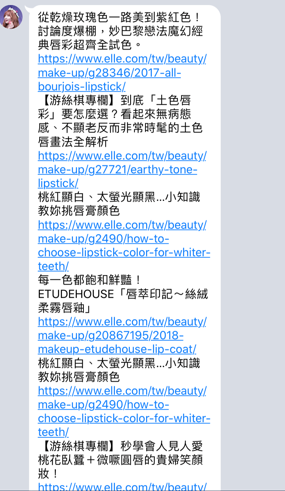 從乾燥玫瑰色一路美到紫紅色！
討論度爆棚，妙巴黎戀法魔幻經
典唇彩超齊全試色。
https://www.elle.com/tw/beauty/
make-up/g28346/2017-all-
bourjois-lipstick/
【游絲棋專欄】到底「土色唇
彩」要怎麼選？看起來無病態
感、不顯老反而非常時髦的土色
唇畫法全解析
https://www.elle.com/tw/beauty/
make-up/g27721/earthy-tone-
lipstick/
桃紅顯白、太螢光顯黑...小知識
教妳挑唇膏顏色
https://www.elle.com/tw/beauty/
make-up/g2490/how-to-
choose-lipstick-color-for-whiter-
teeth/
每一色都飽和鮮豔！
ETUDEHOUSE「唇萃印記～絲絨
柔霧唇釉」
https://www.elle.com/tw/beauty/
make-up/g20867195/2018-
makeup-etudehouse-lip-coat/
桃紅顯白、太螢光顯黑...小知識
教妳挑唇膏顏色
https://www.elle.com/tw/beauty/
make-up/g2490/how-to-
choose-lipstick-color-for-whiter-
teeth/
【游絲棋專欄】秒學會人見人愛
桃花臥蠶＋微噘圓唇的貴婦笑顏
妝！
https://www.elle.com/tw/beauty/